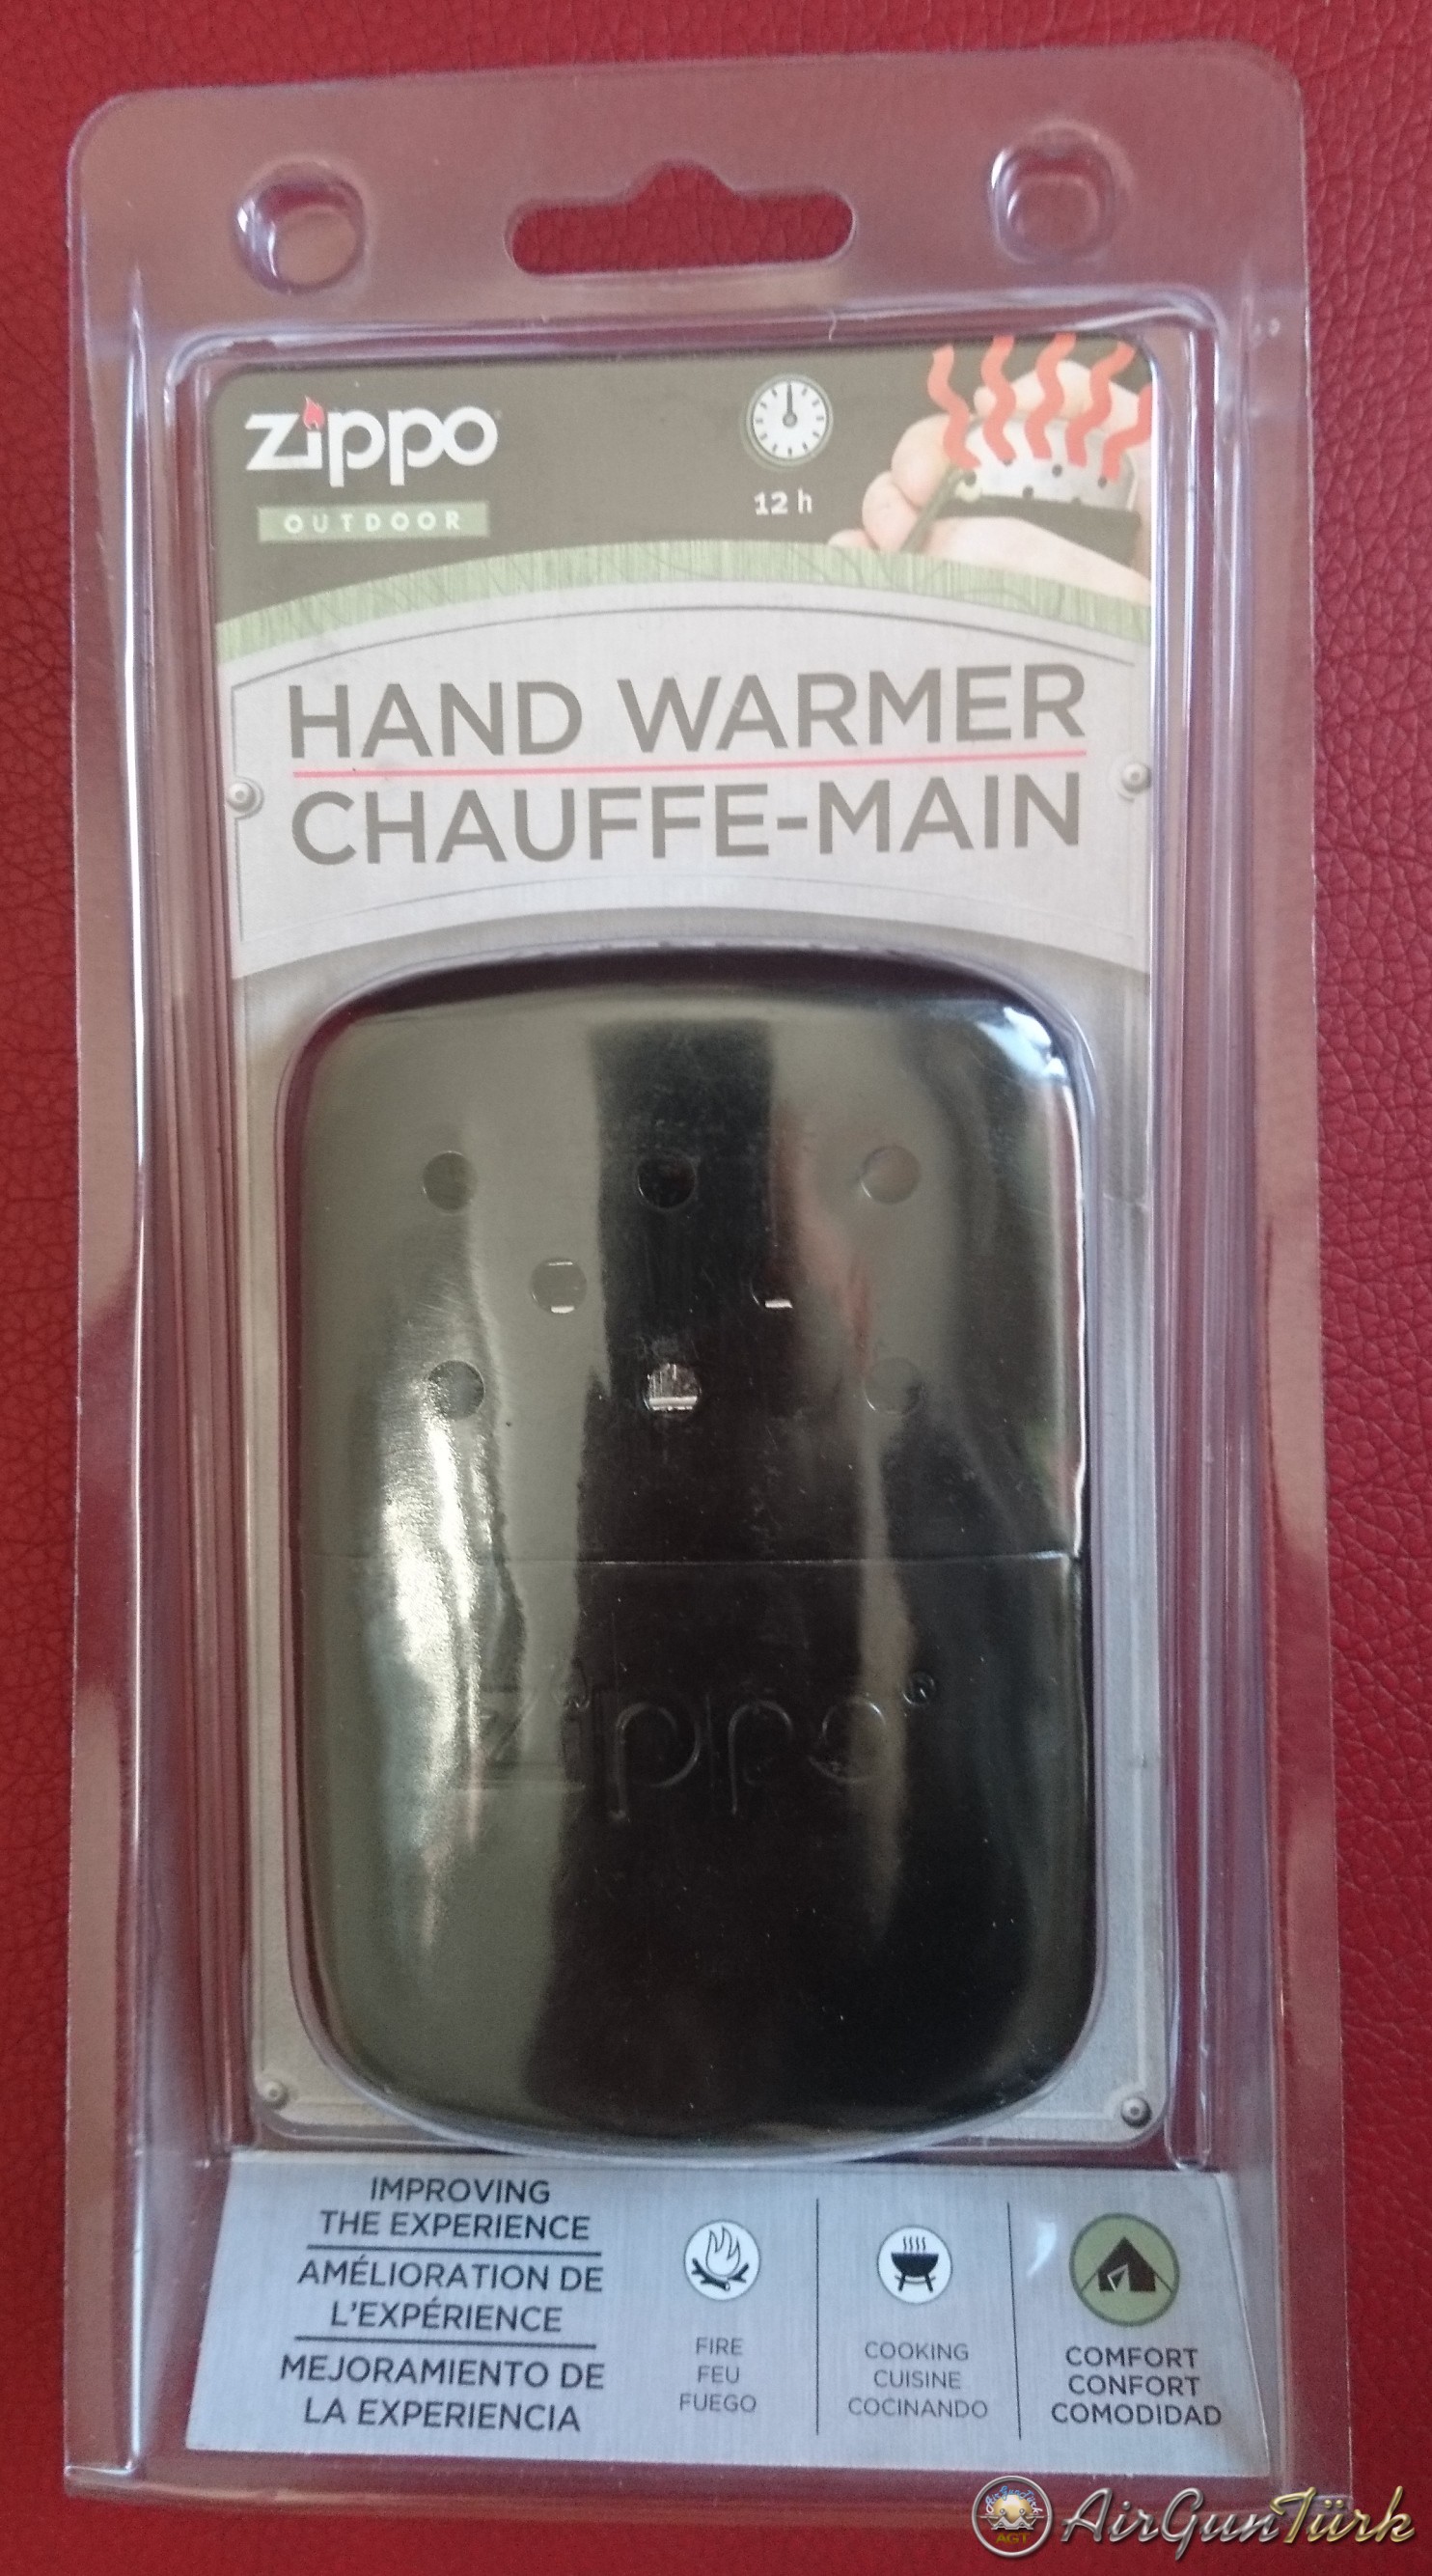 zippo
OUTDOOR
12 h
HAND WARMER
CHAUFFE-MAIN
zippo®
IMPROVING
THE EXPERIENCE
AMÉLIORATION DE
L'EXPÉRIENCE
MEJORAMIENTO DE
LA EXPERIENCIA
FIRE
FEU
FUEGO
COOKING
CUISINE
COCINANDO
COMFORT
CONFORT
COMODIDAD
AirGunTürk
AGT